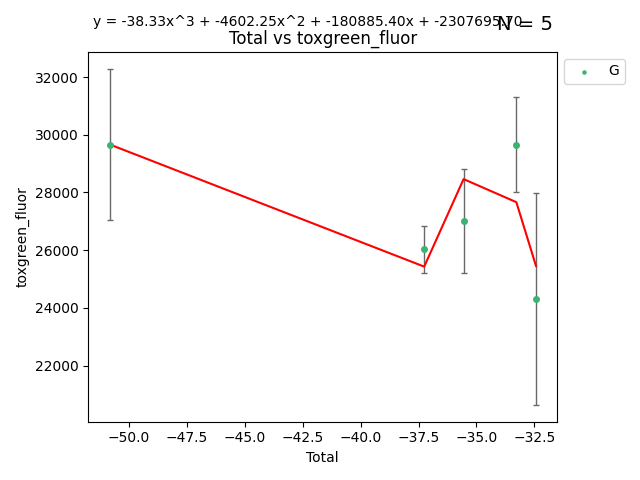 y = -38.33x^3 + -4602.25x^2 + -180885.40x + -2307695.70
N = 5
Total vs toxgreen_fluor
G
32000
30000
28000
26000
24000
22000
toxgreen_fluor
−50.0 −47.5 −45.0 −42.5 −40.0 −37.5 −35.0 −32.5
Total